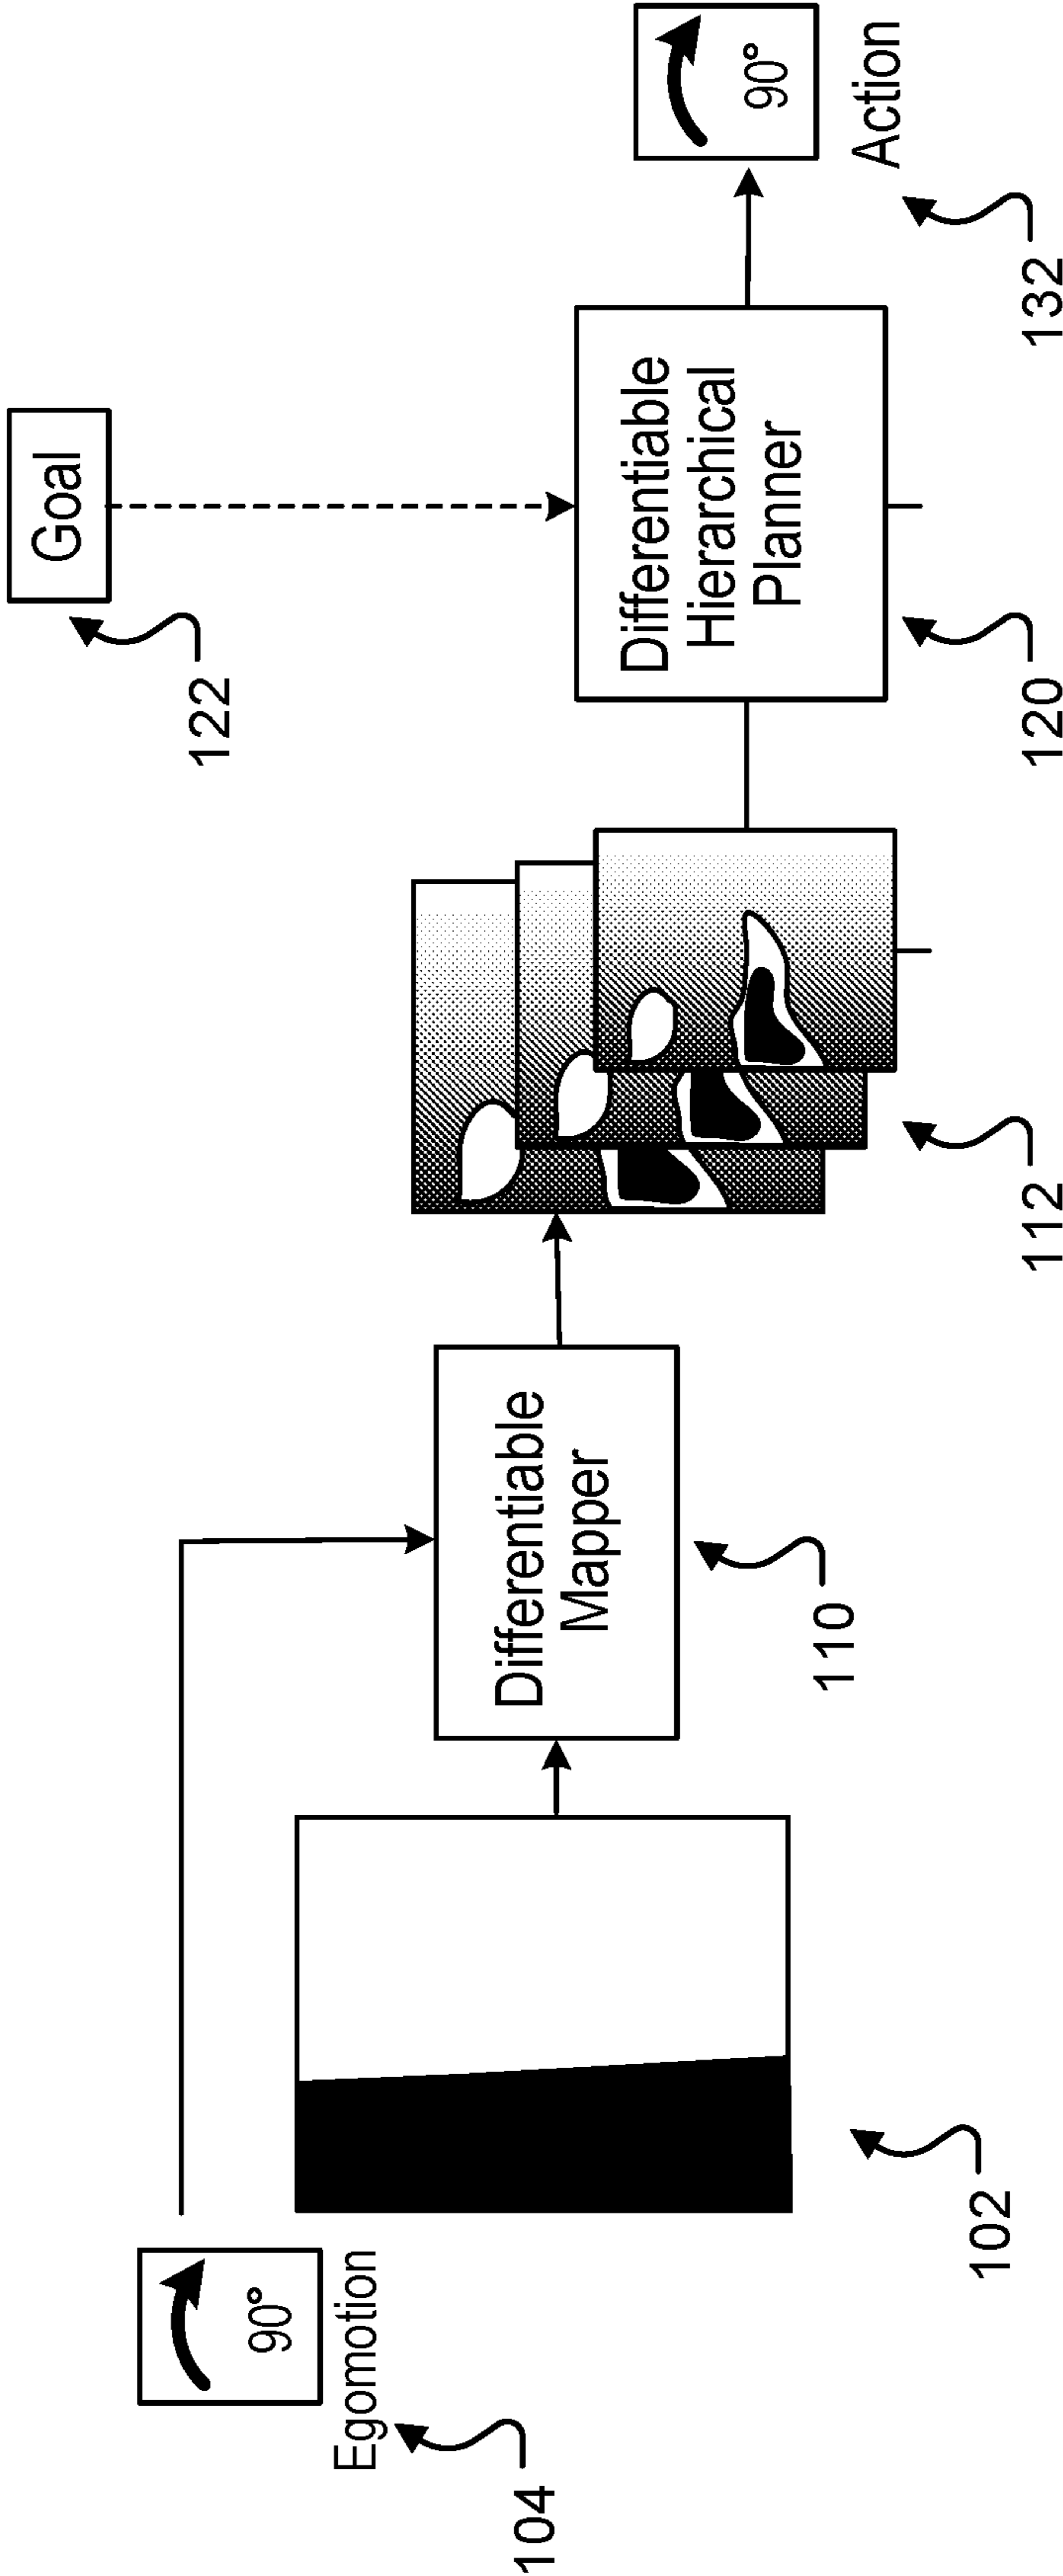 Goal
122
90°
Egomotion
104
Differentiable
Mapper
110
102
112
Differentiable
Hierarchical
Planner
120
90°
Action
132